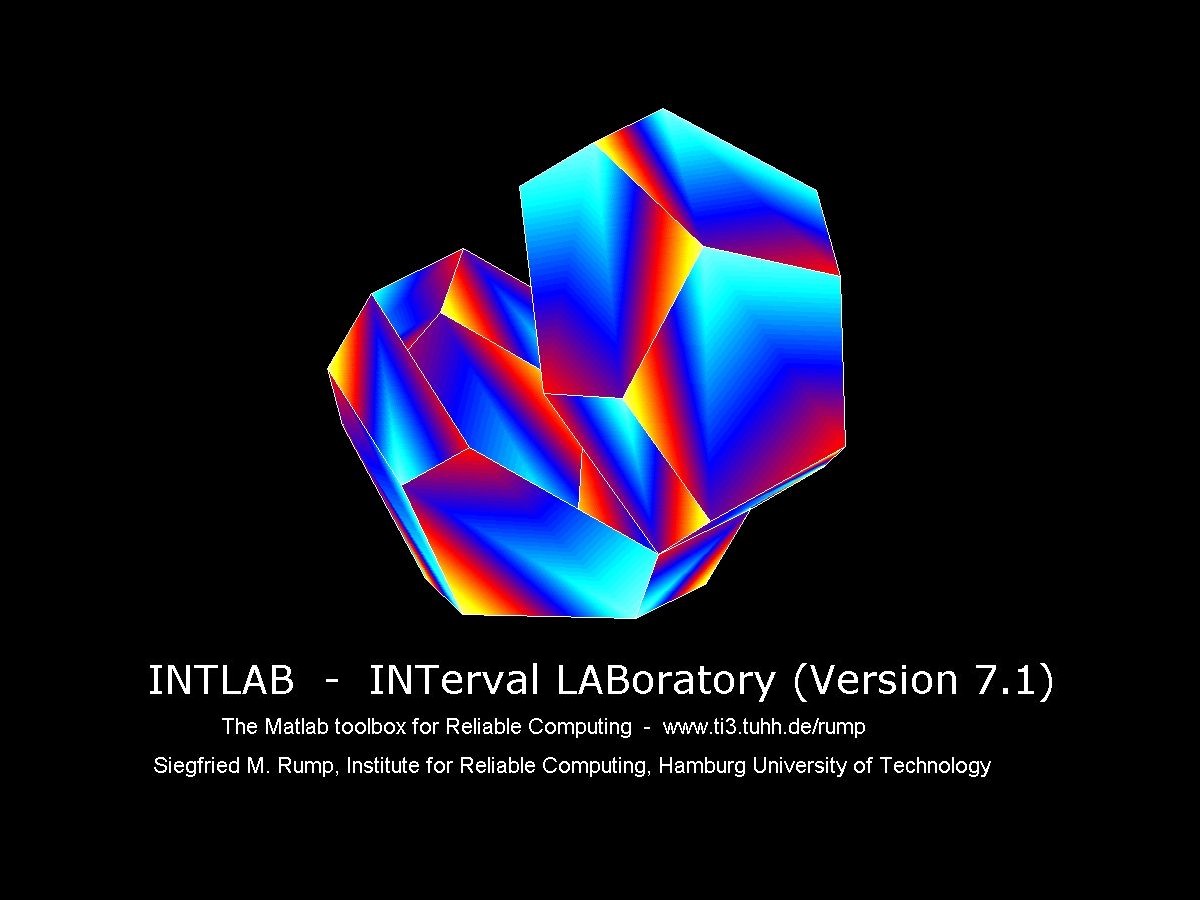 INTLAB - INTerval LABoratory (Version 7.1)
The Matlab toolbox for Reliable Computing - www.ti3.tuhh.de/rump
Siegfried M. Rump, Institute for Reliable Computing, Hamburg University of Technology